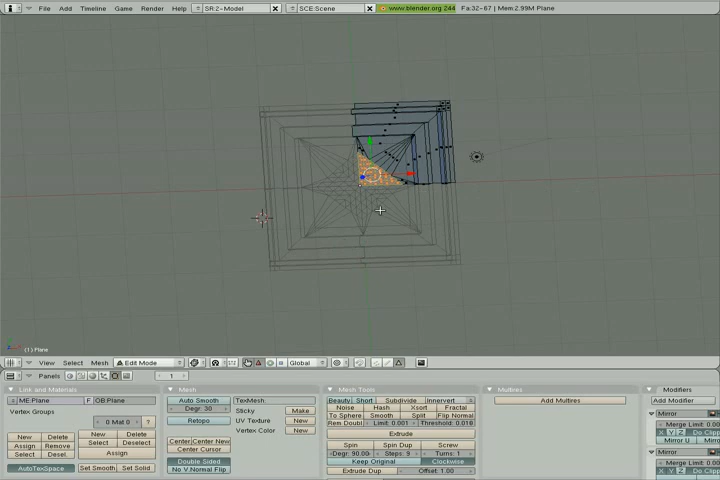 File Add Timeline Game Render Help SR:2-Model SCE:Scene www.blender.org 244 Fa:32-67 | Mem:2.99M Plane
(1) Plane
View Select Mesh Edit Mode Global
Panels 1
Link and Materials Mesh Mesh Tools Multires Modifiers
ME:Plane F OB:Plane Auto Smooth TexMesh: Beauty Short Subdivide Innervert Add Multires Add Modifier
Vertex Groups Degr: 30 Sticky Make Noise Hash Xsort Fractal
0 Mat 0 ? Retopo UV Texture New To Sphere Smooth Split Flip Normal Mirror
Vertex Color New Rem Doubl Limit: 0.001 Threshold: 0.018 Merge Limit: 0.00
New Delete New Delete Extrude X Y Z Do Clipp
Assign Remove Select Deselect Center Center New Spin Spin Dup Screw Mirror U Mirr
Select Desel. Assign Center Cursor Degr: 90.00 Steps: 9 Turns: 1 Mirror
AutoTexSpace Set Smooth Set Solid Double Sided Keep Original Clockwise Merge Limit: 0.00
No V.Normal Flip Extrude Dup Offset: 1.00 X Y Z Do Clipp